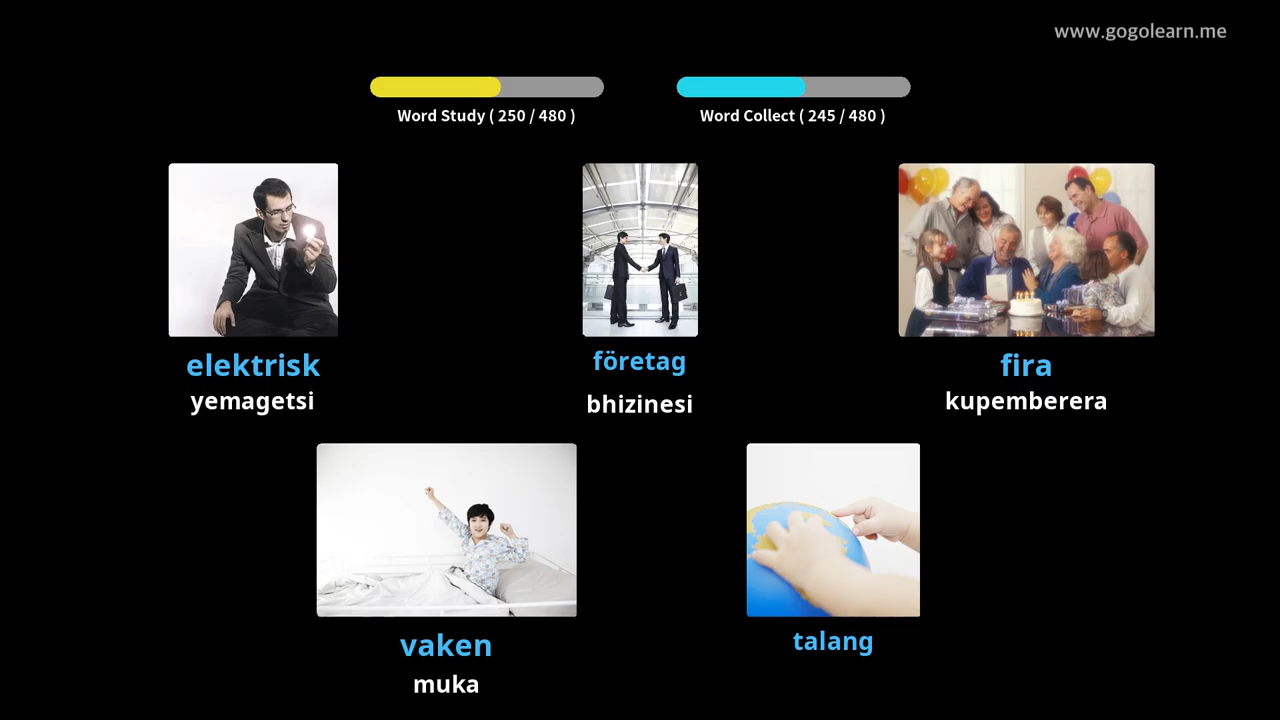 www.gogolearn.me
Word Study ( 250 / 480 )
Word Collect ( 245 / 480 )
elektrisk
yemagetsi
företag
bhizinesi
fira
kupemberera
vaken
muka
talang